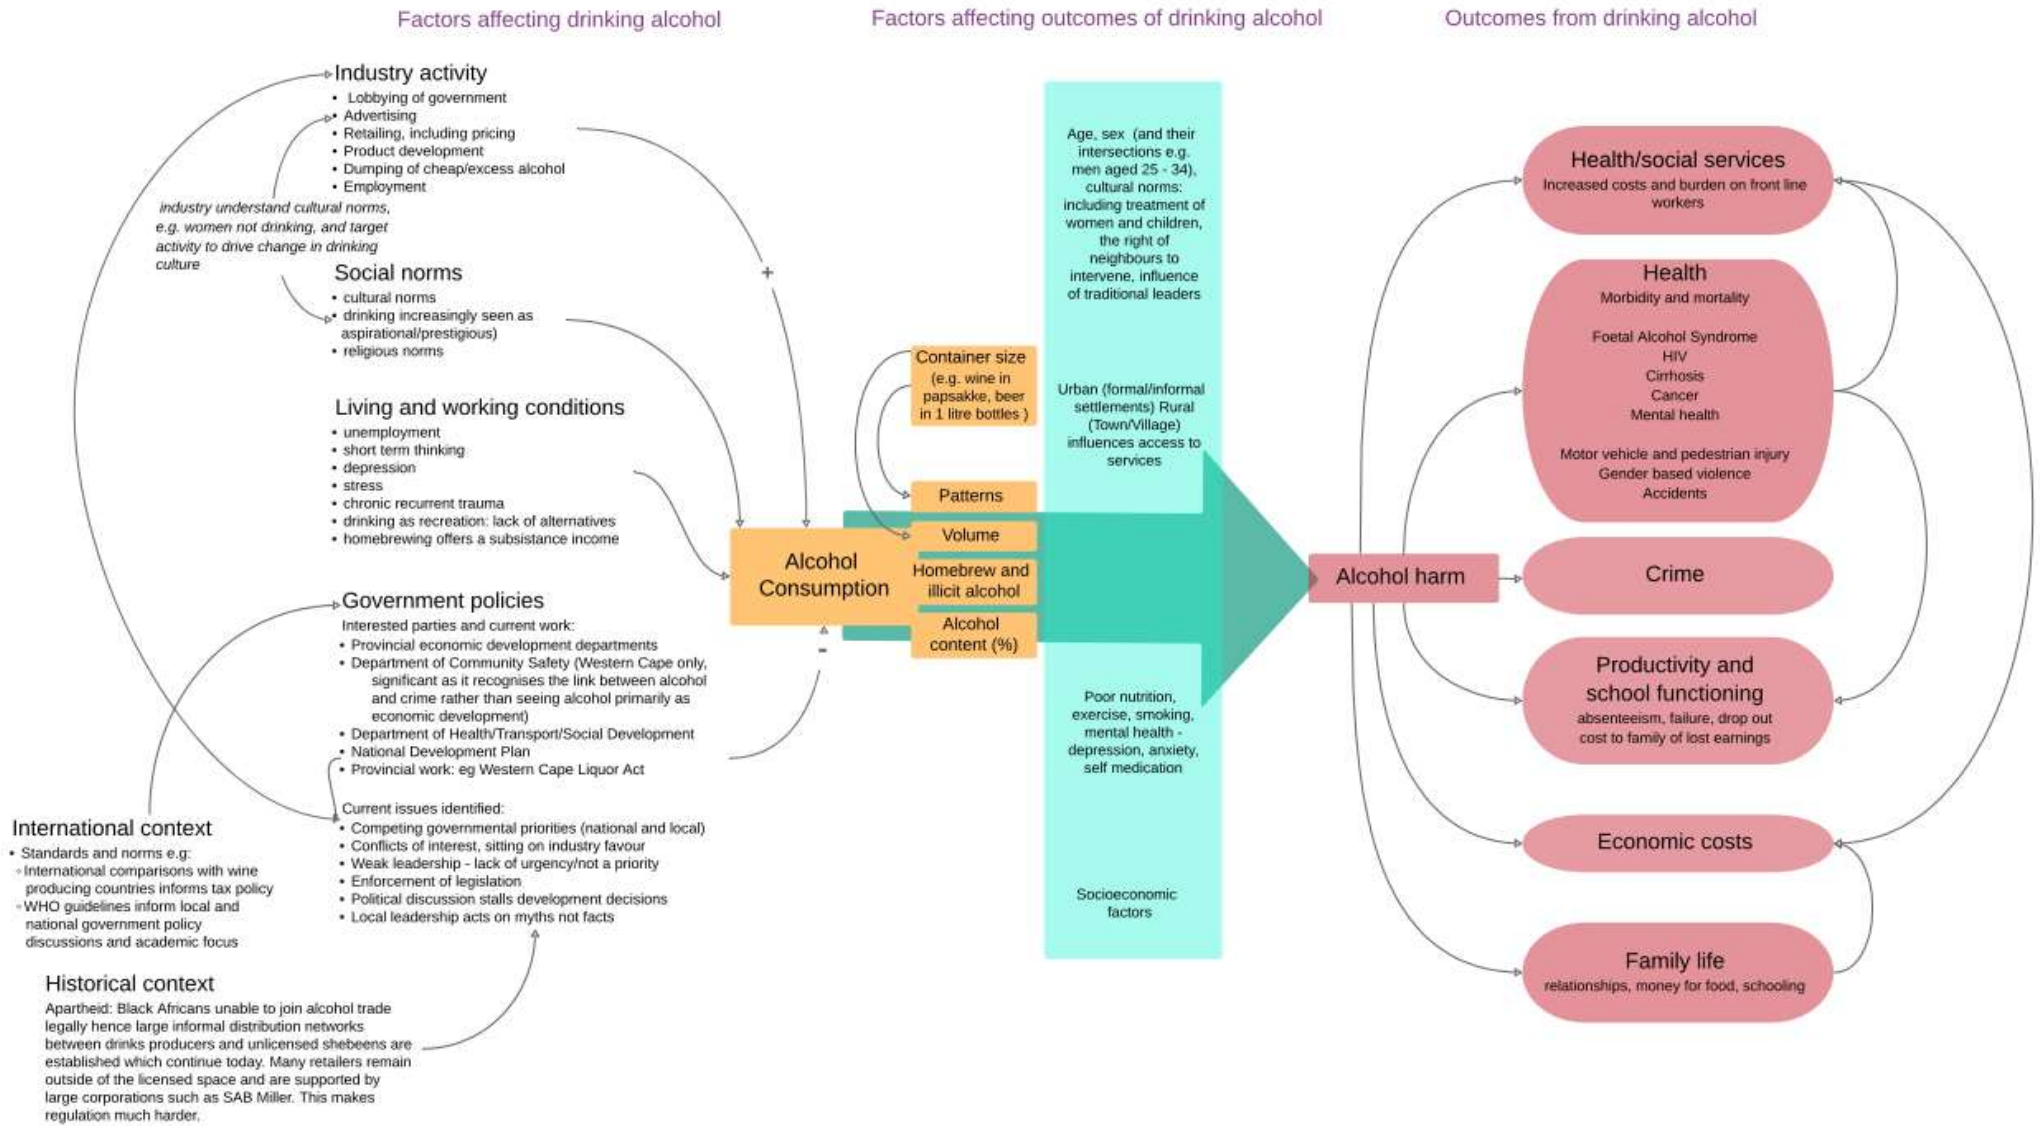 Factors affecting drinking alcohol
Factors affecting outcomes of drinking alcohol
Outcomes from drinking alcohol
Industry activity
• Lobbying of government
• Advertising
• Retailing, including pricing
• Product development
• Dumping of cheap/excess alcohol
• Employment
industry understand cultural norms,
e.g. women not drinking, and target
activity to drive change in drinking
culture
Social norms
• cultural norms
• drinking increasingly seen as
aspirational/prestigious)
• religious norms
Living and working conditions
• unemployment
• short term thinking
• depression
• stress
• chronic recurrent trauma
• drinking as recreation: lack of alternatives
• homebrewing offers a subsistance income
Government policies
Interested parties and current work:
• Provincial economic development departments
• Department of Community Safety (Western Cape only,
significant as it recognises the link between alcohol
and crime rather than seeing alcohol primarily as
economic development)
• Department of Health/Transport/Social Development
• National Development Plan
• Provincial work: eg Western Cape Liquor Act
Current issues identified:
• Competing governmental priorities (national and local)
• Conflicts of interest, sitting on industry favour
• Weak leadership - lack of urgency/not a priority
• Enforcement of legislation
• Political discussion stalls development decisions
• Local leadership acts on myths not facts
International context
• Standards and norms e.g:
◦ International comparisons with wine
producing countries informs tax policy
◦ WHO guidelines inform local and
national government policy
discussions and academic focus
Historical context
Apartheid: Black Africans unable to join alcohol trade
legally hence large informal distribution networks
between drinks producers and unlicensed shebeens are
established which continue today. Many retailers remain
outside of the licensed space and are supported by
large corporations such as SAB Miller. This makes
regulation much harder.
+
-
Alcohol
Consumption
Container size
(e.g. wine in
papsakke, beer
in 1 litre bottles )
Patterns
Volume
Homebrew and
illicit alcohol
Alcohol
content (%)
Age, sex (and their
intersections e.g.
men aged 25 - 34),
cultural norms:
including treatment of
women and children,
the right of
neighbours to
intervene, influence
of traditional leaders
Urban (formal/informal
settlements) Rural
(Town/Village)
influences access to
services
Poor nutrition,
exercise, smoking,
mental health -
depression, anxiety,
self medication
Socioeconomic
factors
Alcohol harm
Health/social services
Increased costs and burden on front line
workers
Health
Morbidity and mortality
Foetal Alcohol Syndrome
HIV
Cirrhosis
Cancer
Mental health
Motor vehicle and pedestrian injury
Gender based violence
Accidents
Crime
Productivity and
school functioning
absenteeism, failure, drop out
cost to family of lost earnings
Economic costs
Family life
relationships, money for food, schooling